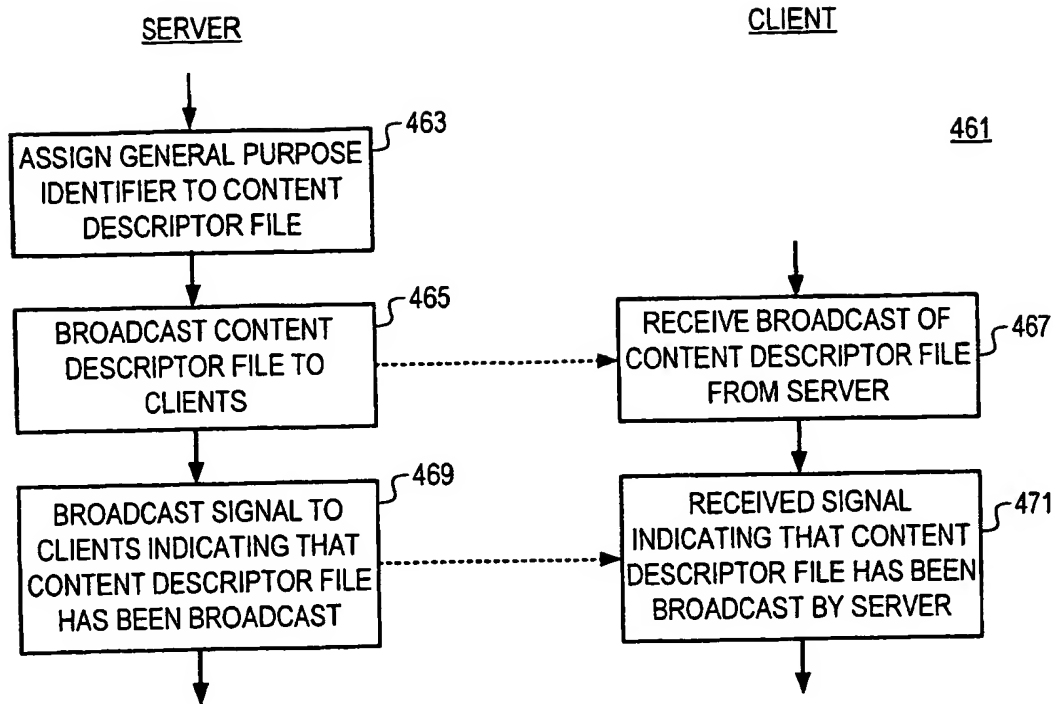 SERVER
CLIENT
461
463
ASSIGN GENERAL PURPOSE
IDENTIFIER TO CONTENT
DESCRIPTOR FILE
465
BROADCAST CONTENT
DESCRIPTOR FILE TO
CLIENTS
467
RECEIVE BROADCAST OF
CONTENT DESCRIPTOR FILE
FROM SERVER
469
BROADCAST SIGNAL TO
CLIENTS INDICATING THAT
CONTENT DESCRIPTOR FILE
HAS BEEN BROADCAST
471
RECEIVED SIGNAL
INDICATING THAT CONTENT
DESCRIPTOR FILE HAS BEEN
BROADCAST BY SERVER